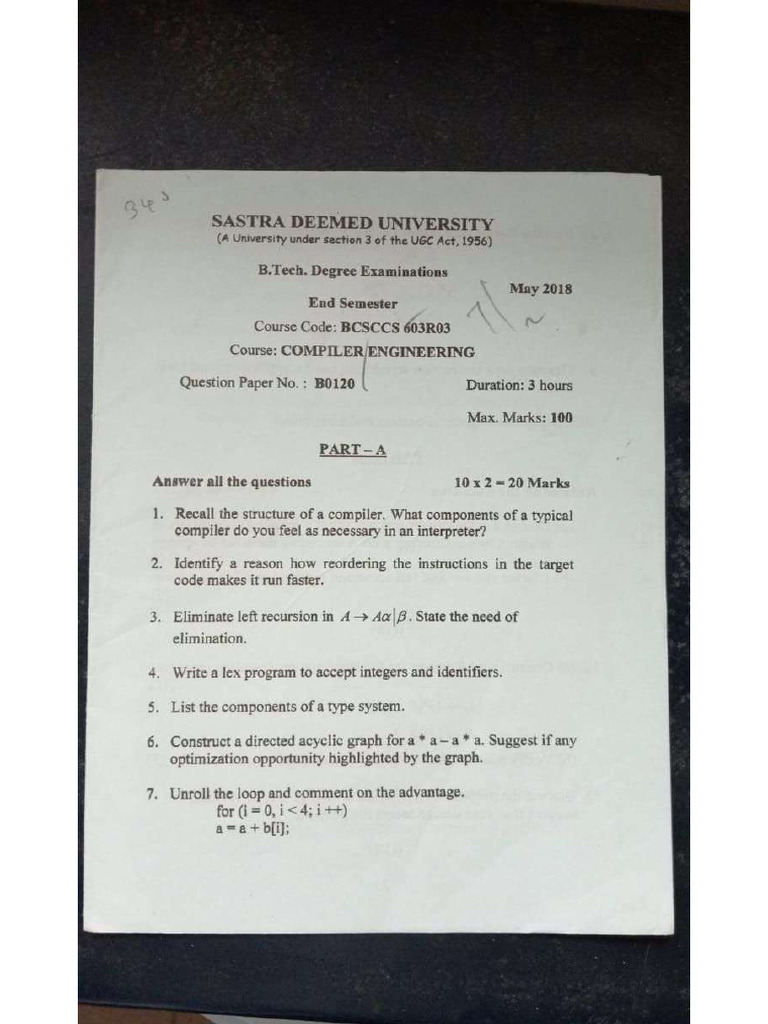 34
SASTRA DEEMED UNIVERSITY
(A University under section 3 of the UGC Act, 1956)
B.Tech. Degree Examinations
May 2018
End Semester
Course Code: BCSCCS 603R03
Course: COMPILER ENGINEERING
Question Paper No. : B0120
Duration: 3 hours
Max. Marks: 100
PART – A
Answer all the questions
10 x 2 = 20 Marks
1. Recall the structure of a compiler. What components of a typical
compiler do you feel as necessary in an interpreter?
2. Identify a reason how reordering the instructions in the target
code makes it run faster.
3. Eliminate left recursion in A → Aα|β. State the need of
elimination.
4. Write a lex program to accept integers and identifiers.
5. List the components of a type system.
6. Construct a directed acyclic graph for a * a – a * a. Suggest if any
optimization opportunity highlighted by the graph.
7. Unroll the loop and comment on the advantage.
for (i = 0, i < 4; i ++)
a = a + b[i];